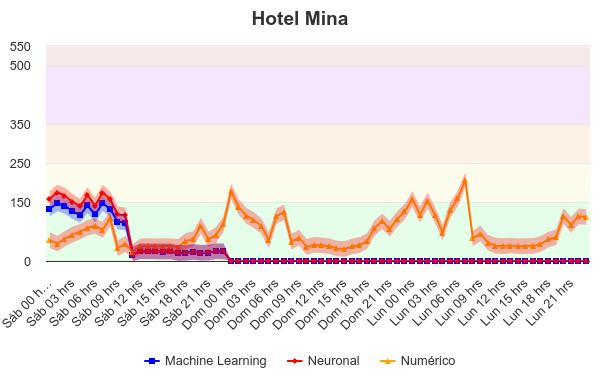 Hotel Mina
550
500
350
250
150
0
Sáb 00 h...
Sáb 03 hrs
Sáb 06 hrs
Sáb 09 hrs
Sáb 12 hrs
Sáb 15 hrs
Sáb 18 hrs
Sáb 21 hrs
Dom 00 hrs
Dom 03 hrs
Dom 06 hrs
Dom 09 hrs
Dom 12 hrs
Dom 15 hrs
Dom 18 hrs
Dom 21 hrs
Lun 00 hrs
Lun 03 hrs
Lun 06 hrs
Lun 09 hrs
Lun 12 hrs
Lun 15 hrs
Lun 18 hrs
Lun 21 hrs
Machine Learning Neuronal Numérico